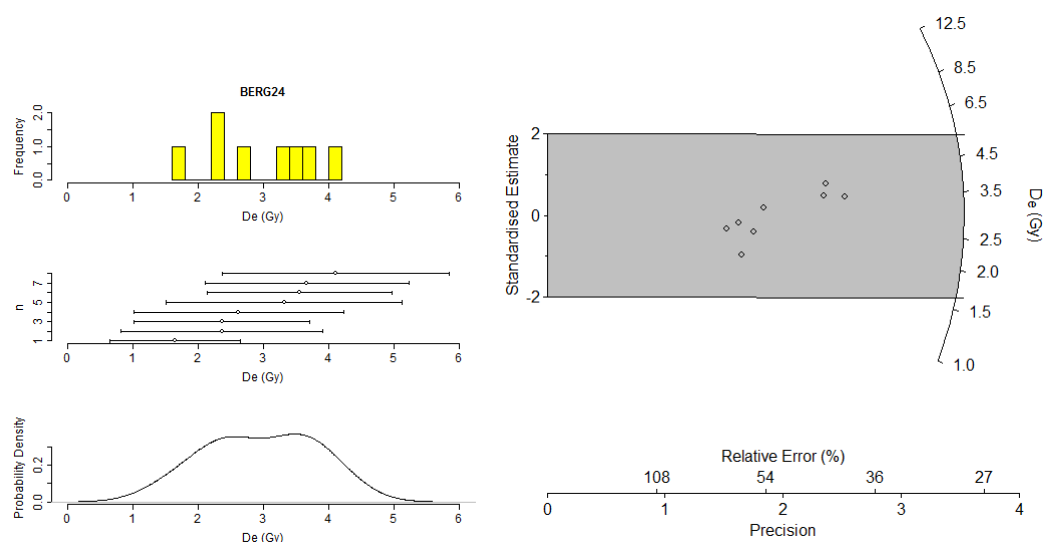 BERG24
Frequency
0.0 1.0 2.0
0 1 2 3 4 5 6
De (Gy)
n
1 3 5 7
0 1 2 3 4 5 6
De (Gy)
Probability Density
0.0 0.2
0 1 2 3 4 5 6
De (Gy)
Standardised Estimate
2
0
-2
12.5
8.5
6.5
4.5
3.5
2.5
2.0
1.5
1.0
De (Gy)
Relative Error (%)
108 54 36 27
0 1 2 3 4
Precision